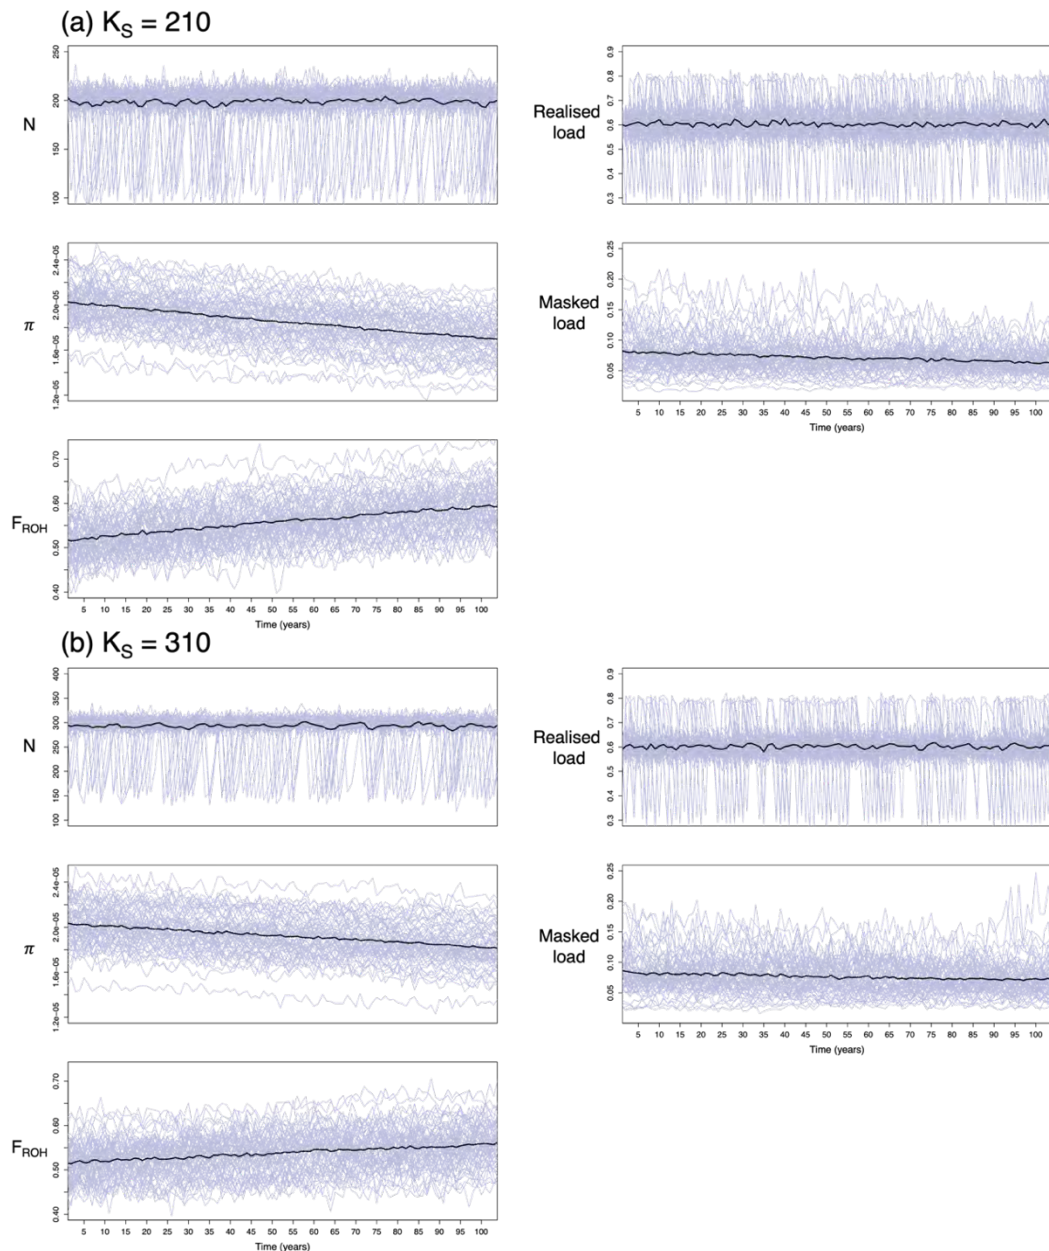 (a) K_S = 210
N
250
200
150
100
Realised
load
0.9
0.8
0.7
0.6
0.5
0.4
0.3
π
2.4e-05
2.0e-05
1.6e-05
1.2e-05
Masked
load
0.25
0.20
0.15
0.10
0.05
5 10 15 20 25 30 35 40 45 50 55 60 65 70 75 80 85 90 95 100
Time (years)
F_ROH
0.70
0.60
0.50
0.40
5 10 15 20 25 30 35 40 45 50 55 60 65 70 75 80 85 90 95 100
Time (years)
(b) K_S = 310
N
400
350
300
250
200
150
100
Realised
load
0.9
0.8
0.7
0.6
0.5
0.4
0.3
π
2.4e-05
2.0e-05
1.6e-05
1.2e-05
Masked
load
0.25
0.20
0.15
0.10
0.05
5 10 15 20 25 30 35 40 45 50 55 60 65 70 75 80 85 90 95 100
Time (years)
F_ROH
0.70
0.60
0.50
0.40
5 10 15 20 25 30 35 40 45 50 55 60 65 70 75 80 85 90 95 100
Time (years)